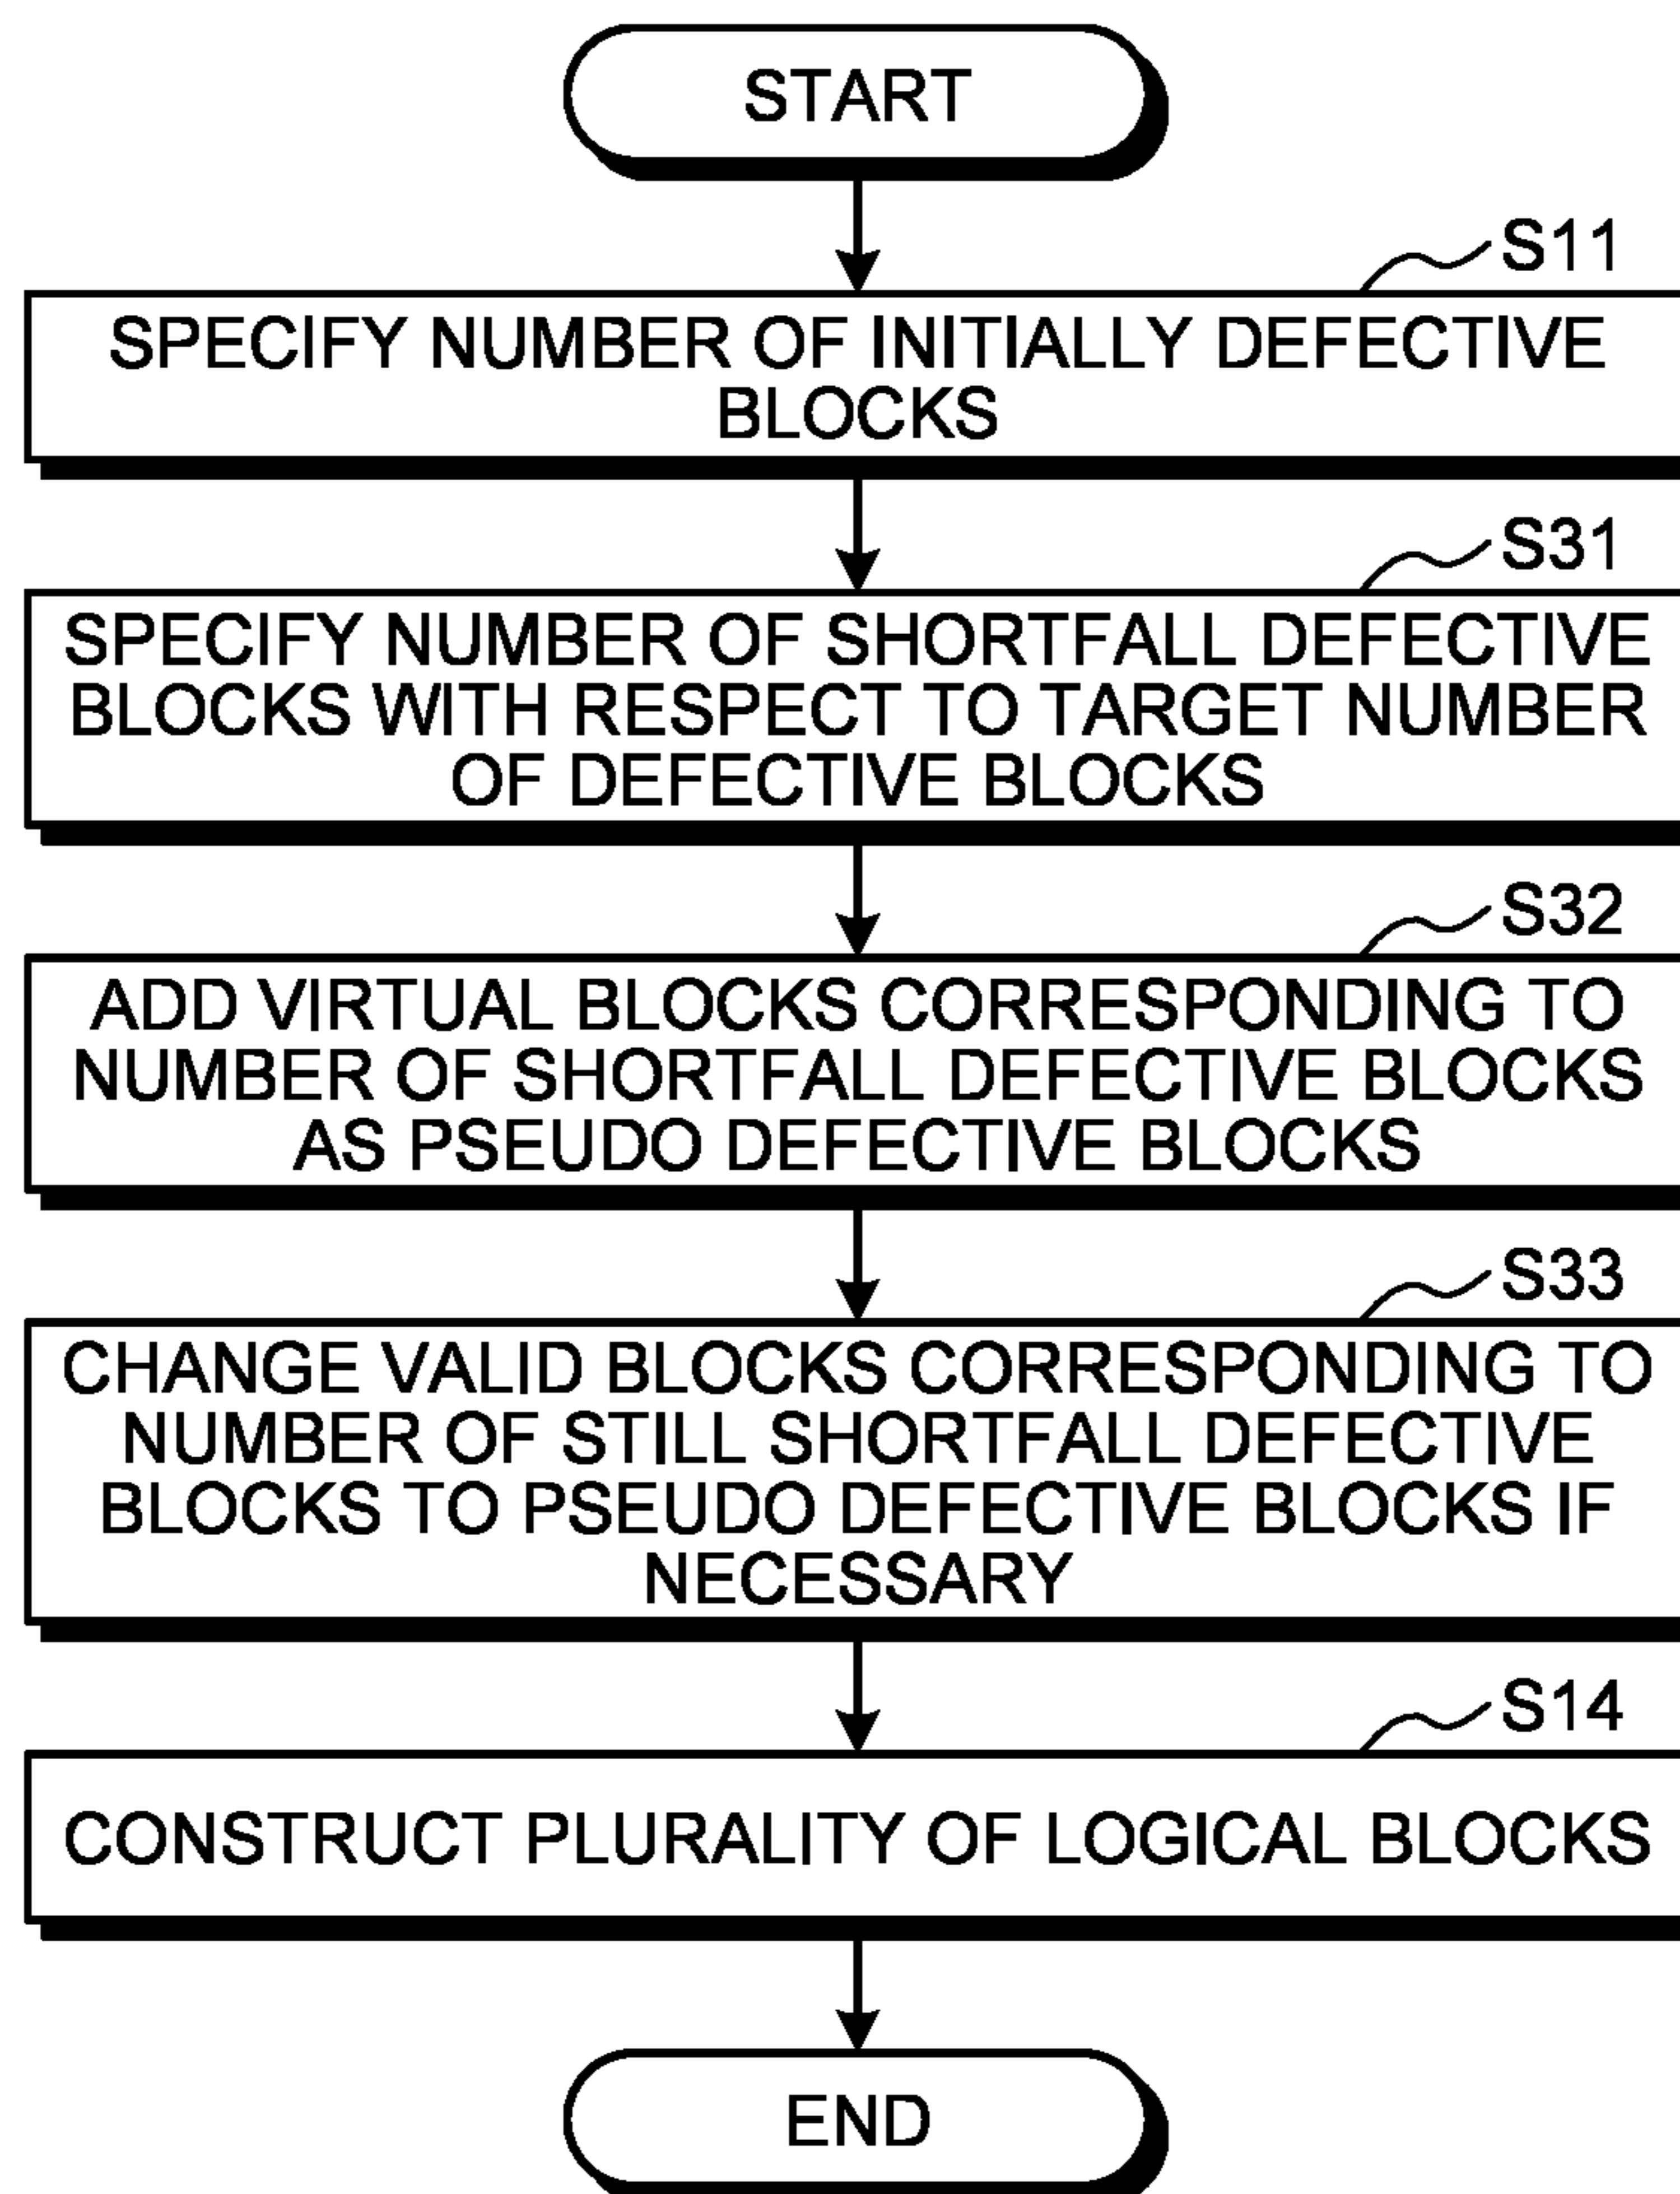 START
S11
SPECIFY NUMBER OF INITIALLY DEFECTIVE
BLOCKS
S31
SPECIFY NUMBER OF SHORTFALL DEFECTIVE
BLOCKS WITH RESPECT TO TARGET NUMBER
OF DEFECTIVE BLOCKS
S32
ADD VIRTUAL BLOCKS CORRESPONDING TO
NUMBER OF SHORTFALL DEFECTIVE BLOCKS
AS PSEUDO DEFECTIVE BLOCKS
S33
CHANGE VALID BLOCKS CORRESPONDING TO
NUMBER OF STILL SHORTFALL DEFECTIVE
BLOCKS TO PSEUDO DEFECTIVE BLOCKS IF
NECESSARY
S14
CONSTRUCT PLURALITY OF LOGICAL BLOCKS
END